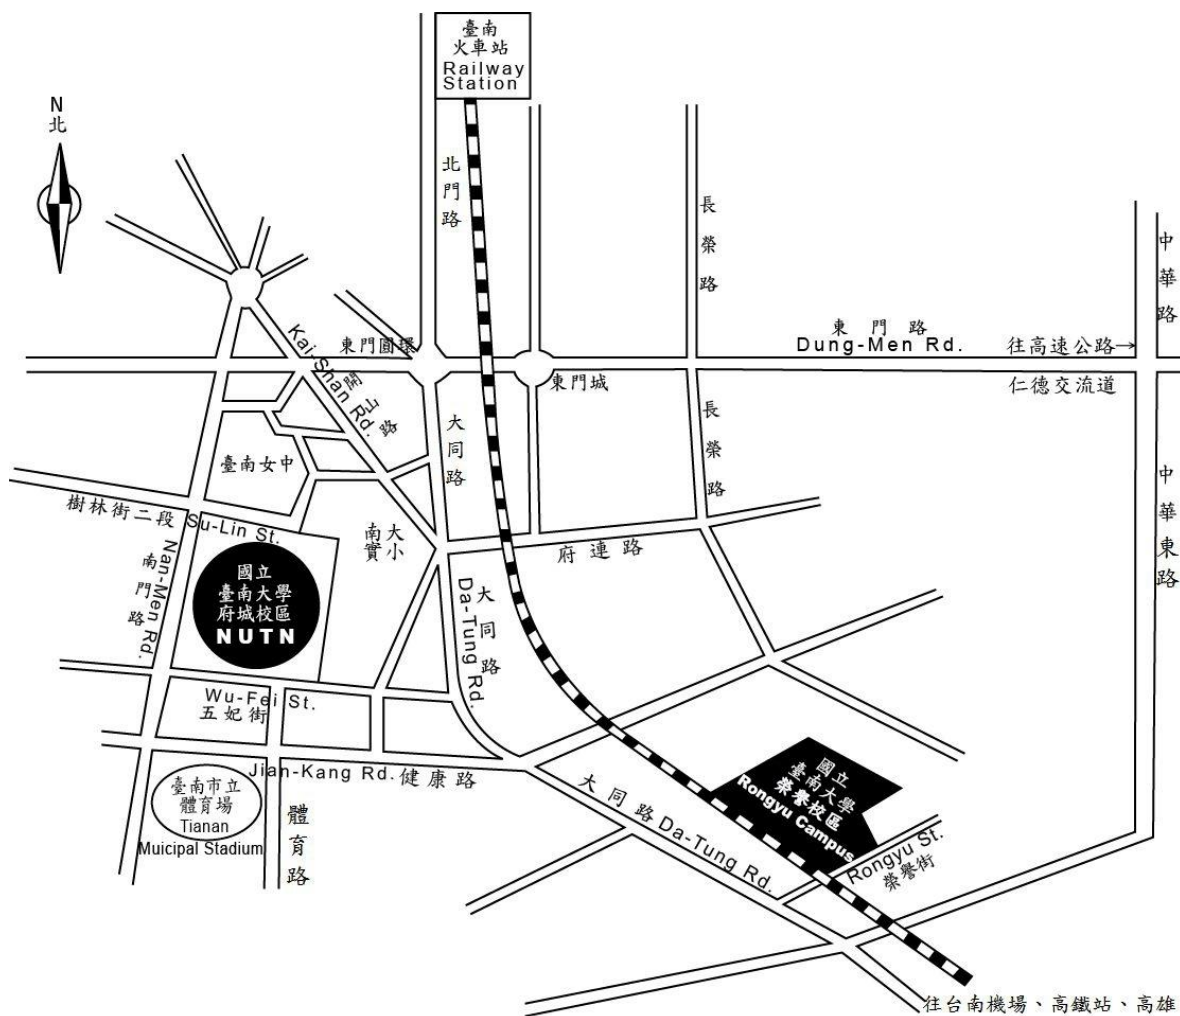 臺南
火車站
Railway
Station
N
北
北門路
長榮路
中華路
東門路
Dung-Men Rd.
往高速公路→
仁德交流道
東門圓環
東門城
Kai-Shan Rd.
開山路
大同路
長榮路
中華東路
臺南女中
樹林街二段 Su-Lin St.
南大
實小
府連路
南門路
Nan-Men Rd.
國立
臺南大學
府城校區
NUTN
大同路
Da-Tung Rd.
Wu-Fei St.
五妃街
Jian-Kang Rd. 健康路
臺南市立
體育場
Tianan
Muicipal Stadium
體育路
大同路 Da-Tung Rd.
國立
臺南大學
榮譽校區
Rongyu Campus
Rongyu St.
榮譽街
往台南機場、高鐵站、高雄